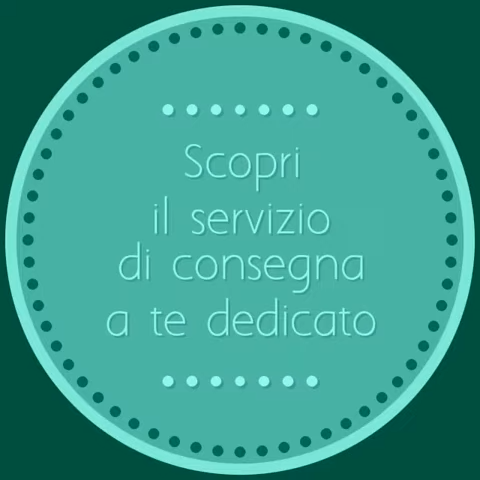 Scopri
il servizio
di consegna
a te dedicato